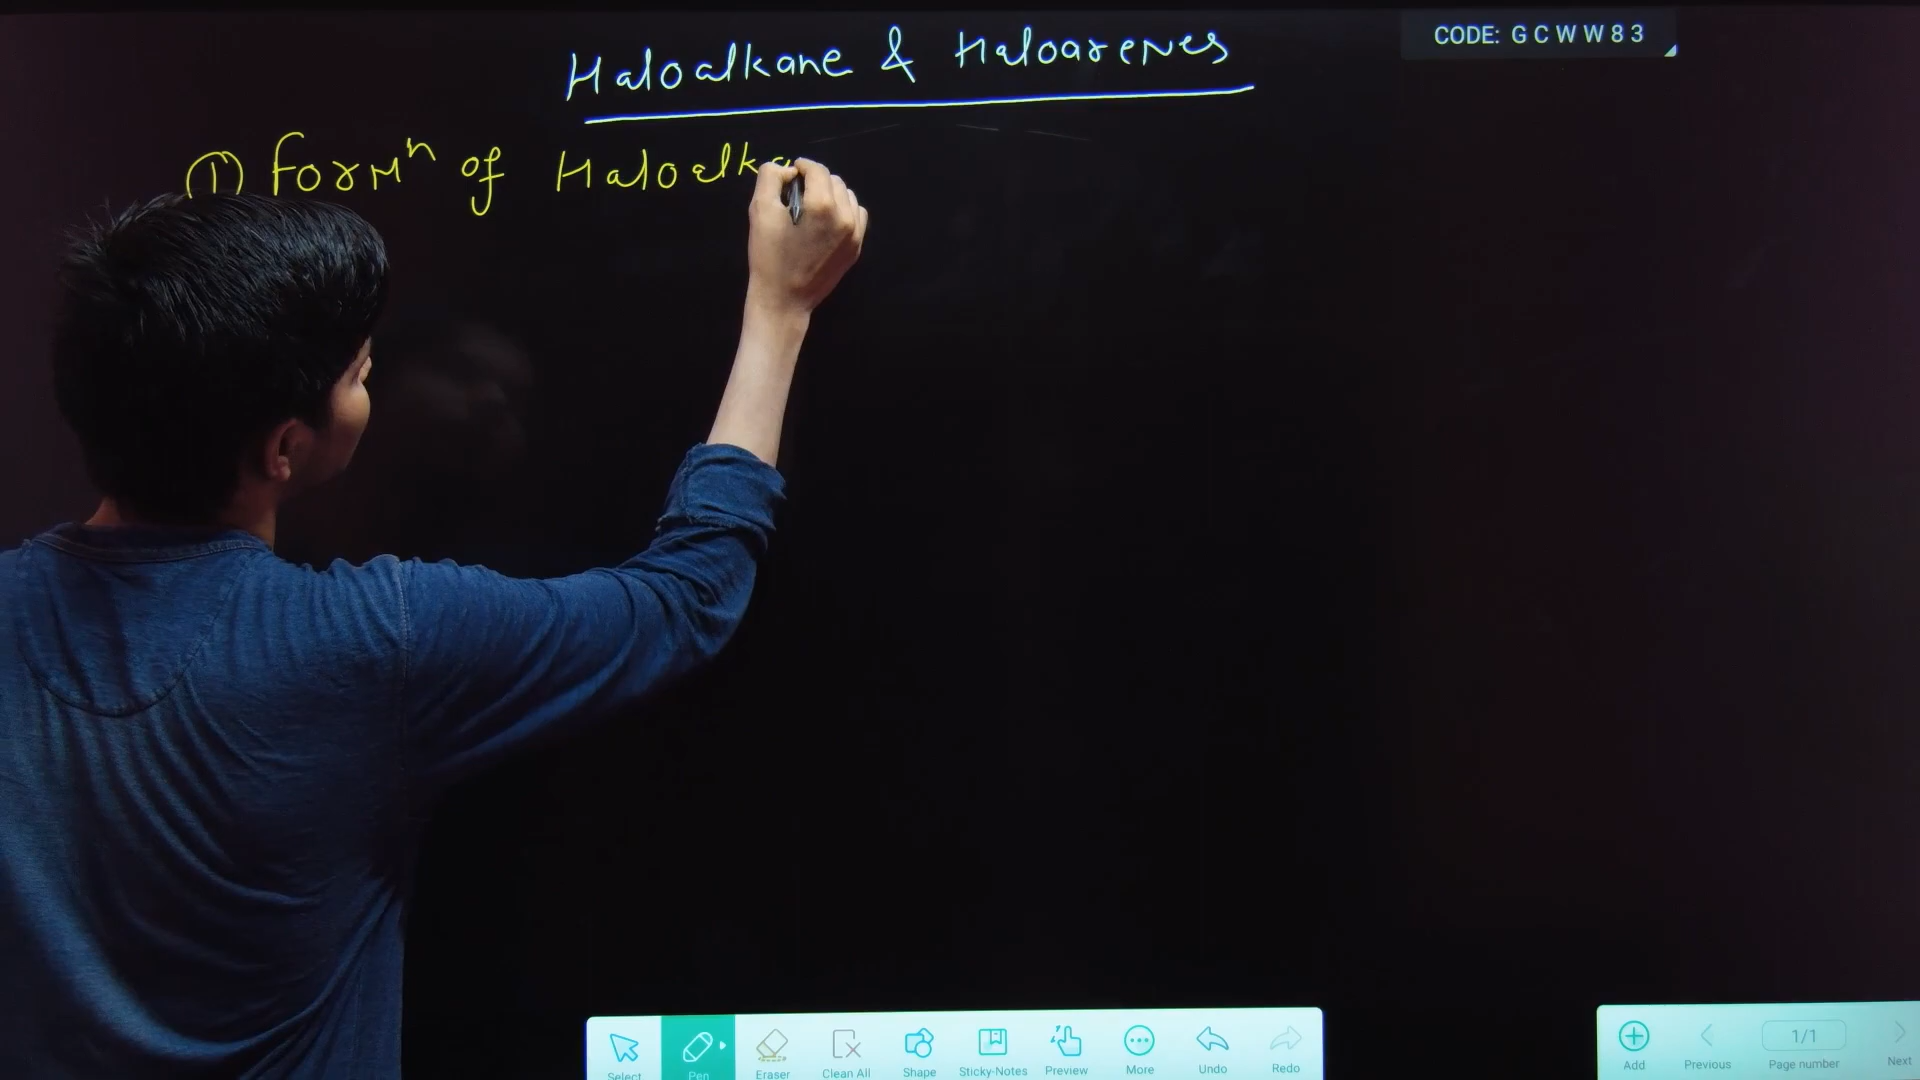 CODE: GCWW83
Haloalkane & Haloarenes
① Formⁿ of Haloalka
Select
Pen
Eraser
Clean All
Shape
Sticky-Notes
Preview
More
Undo
Redo
Add
Previous
1/1
Page number
Next